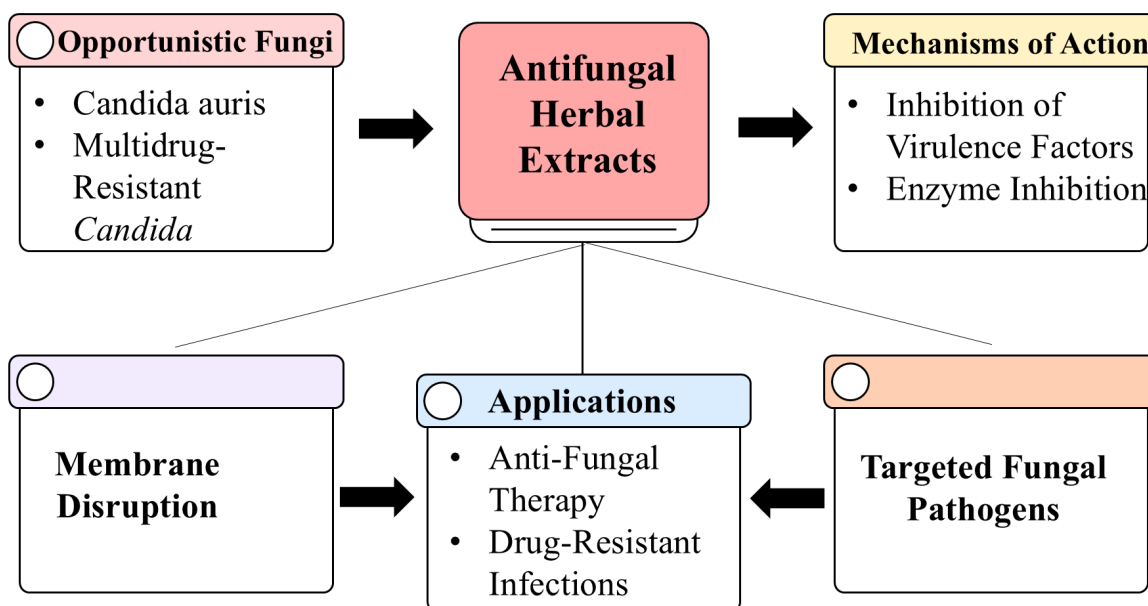 Opportunistic Fungi
• Candida auris
• Multidrug-
Resistant
Candida
Antifungal
Herbal
Extracts
Mechanisms of Action
• Inhibition of
Virulence Factors
• Enzyme Inhibition
Membrane
Disruption
Applications
• Anti-Fungal
Therapy
• Drug-Resistant
Infections
Targeted Fungal
Pathogens